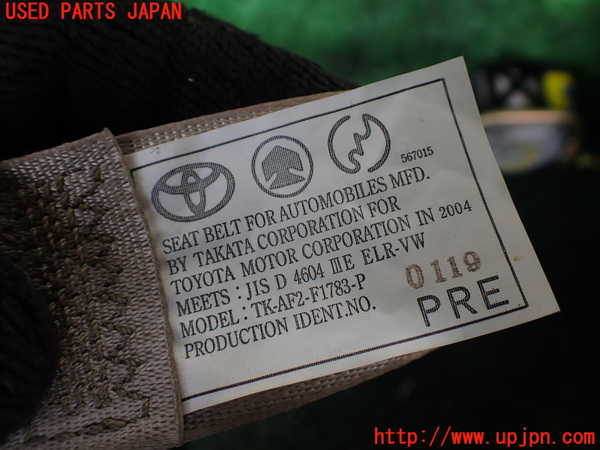 USED PARTS JAPAN
567015
SEAT BELT FOR AUTOMOBILES MFD.
BY TAKATA CORPORATION FOR
TOYOTA MOTOR CORPORATION IN 2004
MEETS : JIS D 4604 ⅢE ELR-VW
MODEL : TK-AF2-F1783-P
PRODUCTION IDENT.NO. 0119
PRE
http://www.upjpn.com